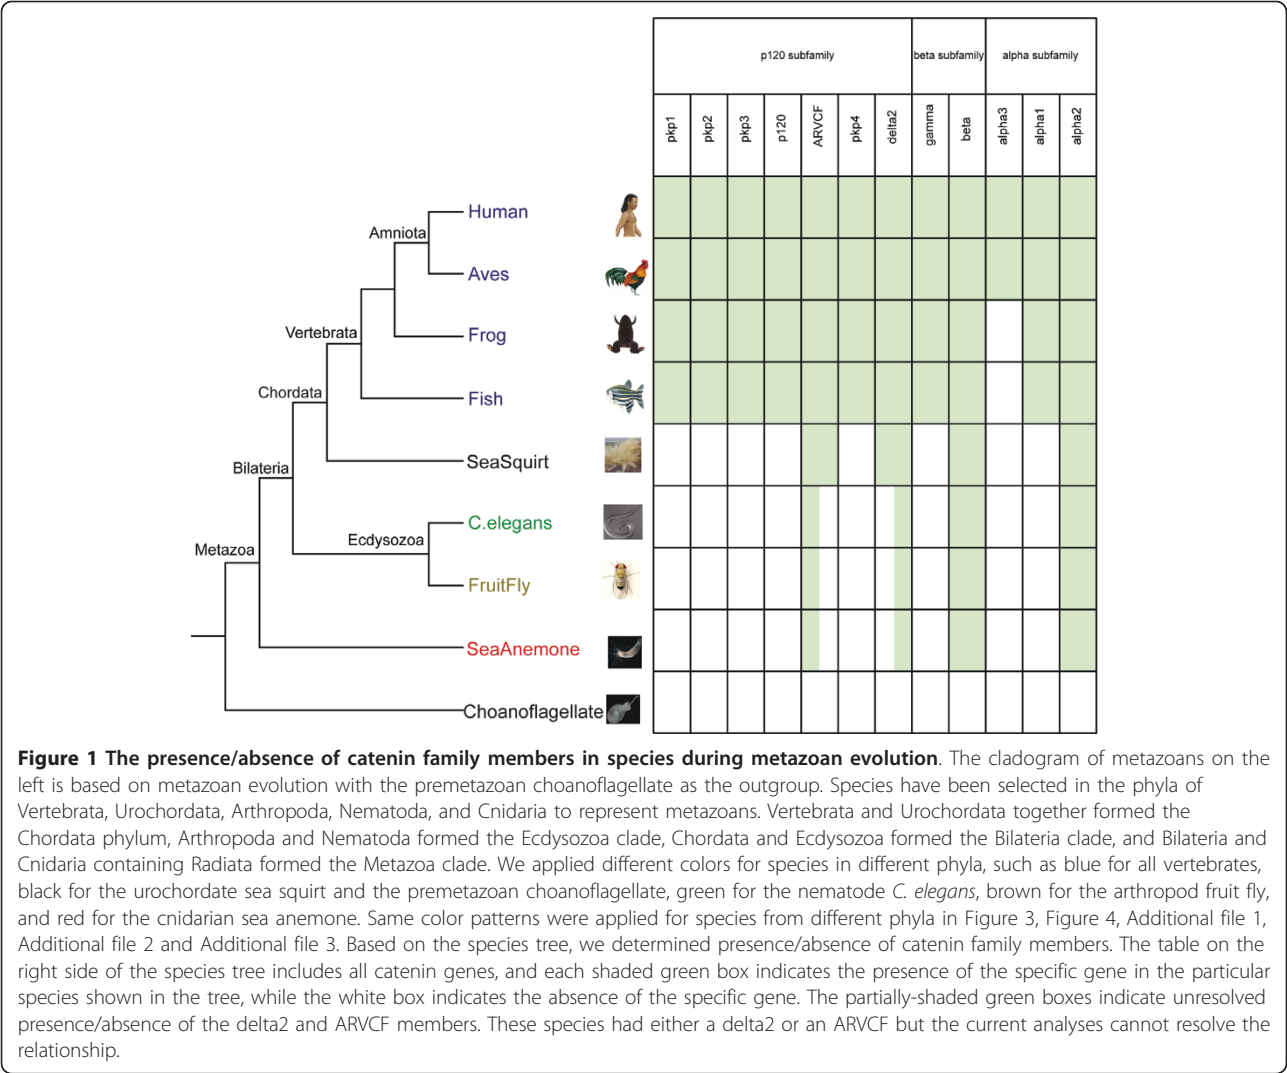 p120 subfamily
beta subfamily
alpha subfamily
pkp1
pkp2
pkp3
p120
ARVCF
pkp4
delta2
gamma
beta
alpha3
alpha1
alpha2
Human
Amniota
Aves
Vertebrata
Frog
Chordata
Fish
Bilateria
SeaSquirt
C.elegans
Ecdysozoa
Metazoa
FruitFly
SeaAnemone
Choanoflagellate
Figure 1 The presence/absence of catenin family members in species during metazoan evolution. The cladogram of metazoans on the
left is based on metazoan evolution with the premetazoan choanoflagellate as the outgroup. Species have been selected in the phyla of
Vertebrata, Urochordata, Arthropoda, Nematoda, and Cnidaria to represent metazoans. Vertebrata and Urochordata together formed the
Chordata phylum, Arthropoda and Nematoda formed the Ecdysozoa clade, Chordata and Ecdysozoa formed the Bilateria clade, and Bilateria and
Cnidaria containing Radiata formed the Metazoa clade. We applied different colors for species in different phyla, such as blue for all vertebrates,
black for the urochordate sea squirt and the premetazoan choanoflagellate, green for the nematode C. elegans, brown for the arthropod fruit fly,
and red for the cnidarian sea anemone. Same color patterns were applied for species from different phyla in Figure 3, Figure 4, Additional file 1,
Additional file 2 and Additional file 3. Based on the species tree, we determined presence/absence of catenin family members. The table on the
right side of the species tree includes all catenin genes, and each shaded green box indicates the presence of the specific gene in the particular
species shown in the tree, while the white box indicates the absence of the specific gene. The partially-shaded green boxes indicate unresolved
presence/absence of the delta2 and ARVCF members. These species had either a delta2 or an ARVCF but the current analyses cannot resolve the
relationship.